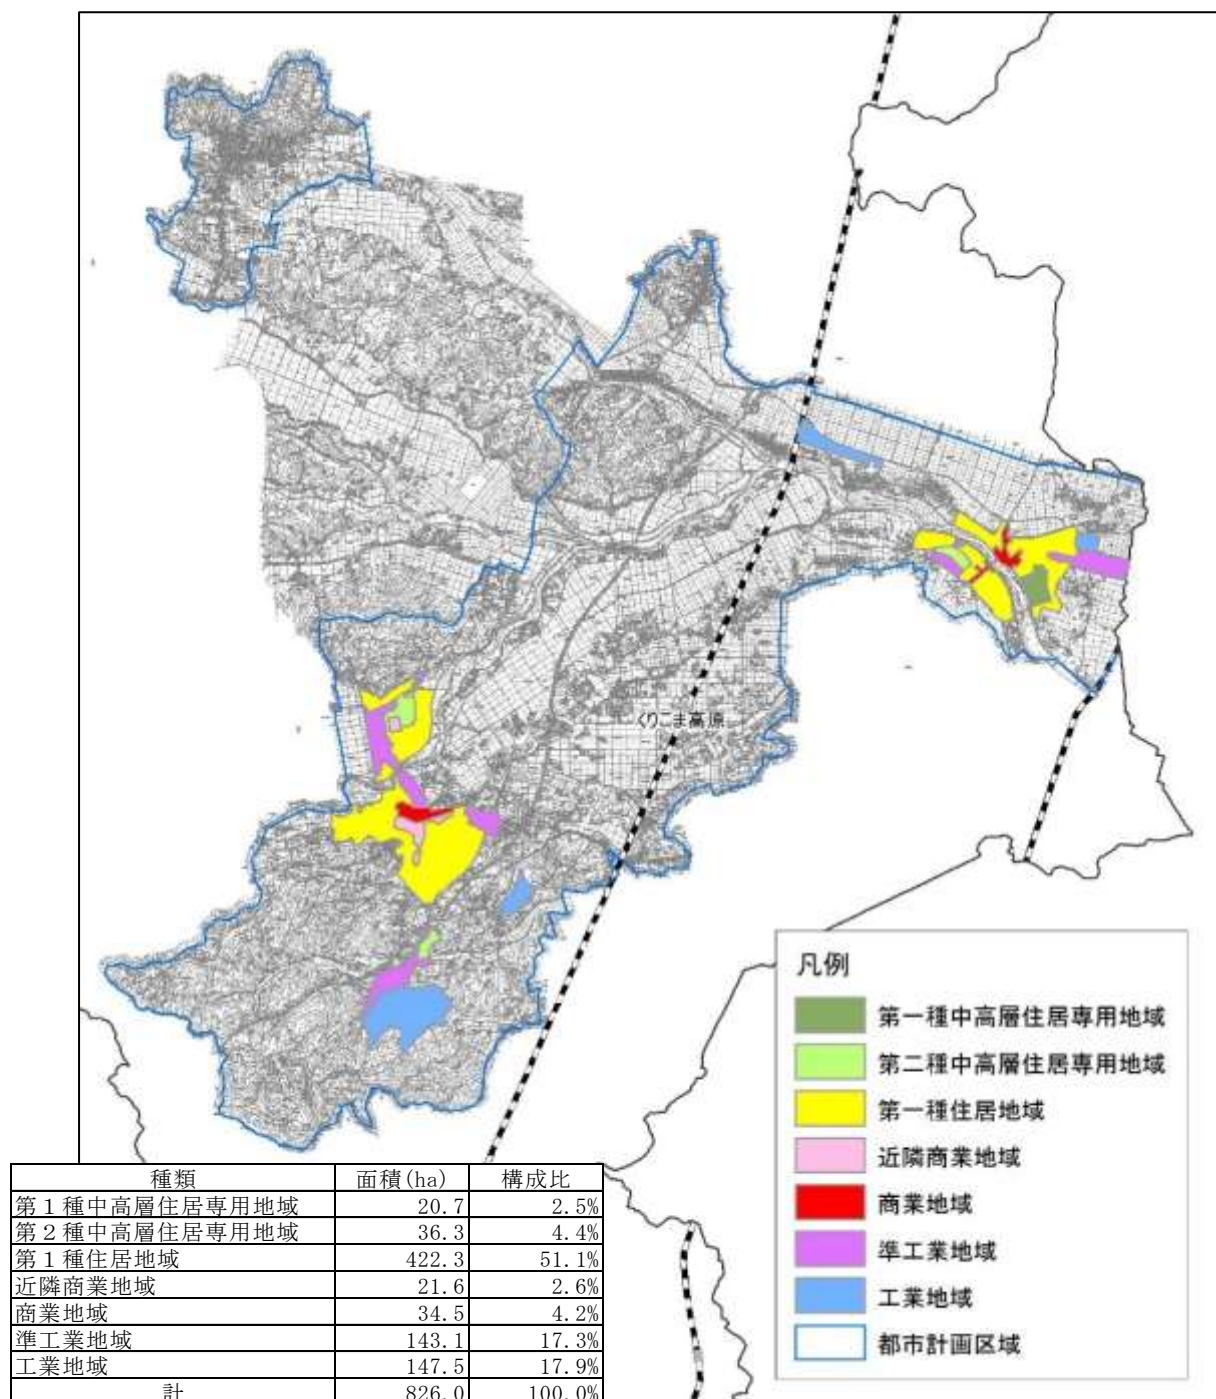 くりこま高原
凡例
第一種中高層住居専用地域
第二種中高層住居専用地域
第一種住居地域
近隣商業地域
商業地域
準工業地域
工業地域
都市計画区域
種類 面積(ha) 構成比
第1種中高層住居専用地域 20.7 2.5%
第2種中高層住居専用地域 36.3 4.4%
第1種住居地域 422.3 51.1%
近隣商業地域 21.6 2.6%
商業地域 34.5 4.2%
準工業地域 143.1 17.3%
工業地域 147.5 17.9%
計 826.0 100.0%